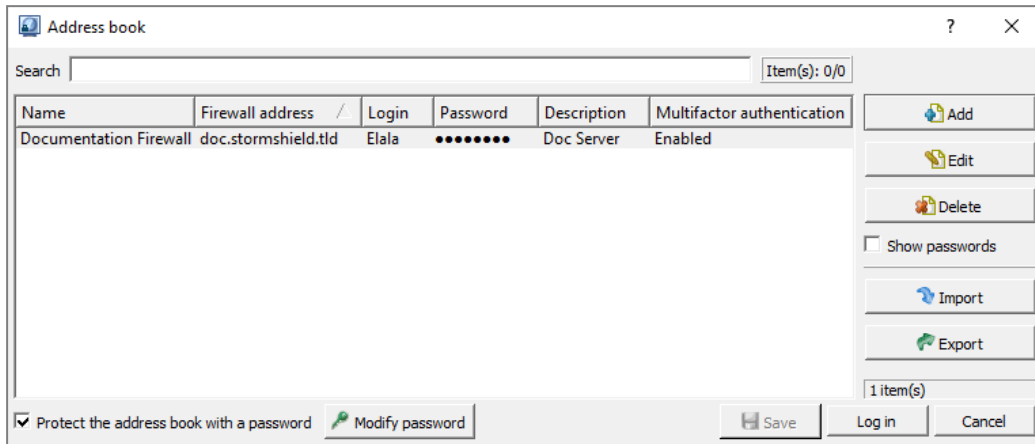 Address book
?
Search
Item(s): 0/0
Name Firewall address Login Password Description Multifactor authentication
Documentation Firewall doc.stormshield.tld Elala ●●●●●●●● Doc Server Enabled
Add
Edit
Delete
Show passwords
Import
Export
1 item(s)
Protect the address book with a password Modify password Save Log in Cancel